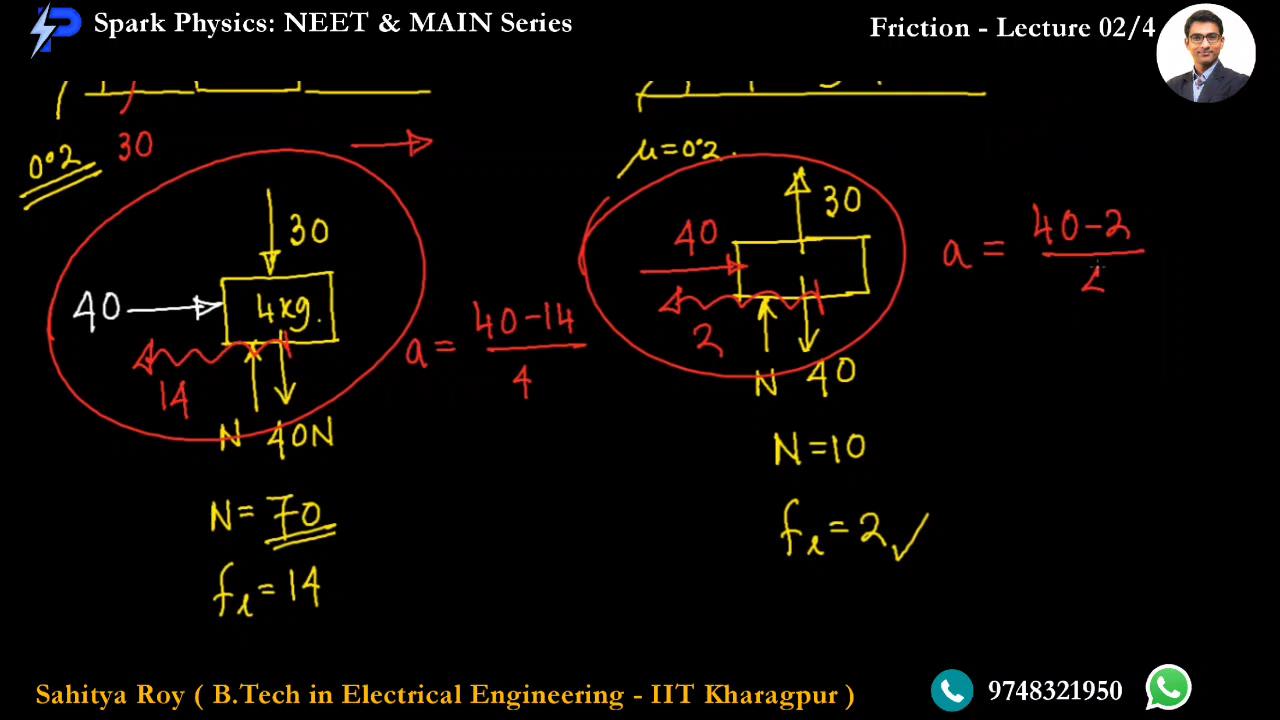 Spark Physics: NEET & MAIN Series
Friction - Lecture 02/4
0.2
30
30
40
4kg.
14
N 40N
a = 40-14
4
N = 70
fl = 14
μ = 0.2
30
40
2
N 40
a = 40-2
N = 10
fl = 2✓
Sahitya Roy ( B.Tech in Electrical Engineering - IIT Kharagpur )
9748321950